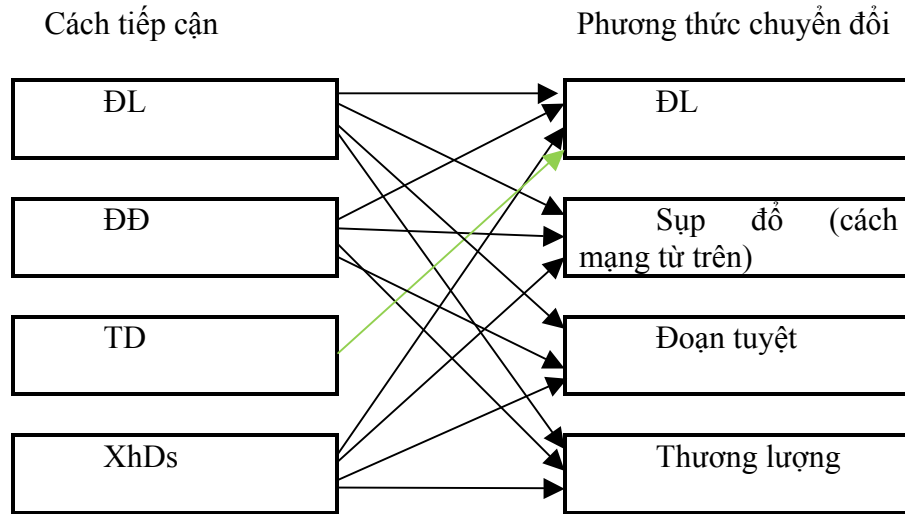 Cách tiếp cận
Phương thức chuyển đổi
ĐL
ĐL
ĐĐ
Sụp đổ (cách
mạng từ trên)
TD
Đoạn tuyệt
XhDs
Thương lượng